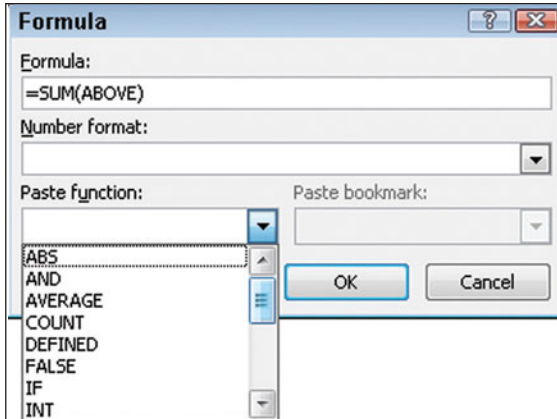 Formula
Formula:
=SUM(ABOVE)
Number format:
Paste function:
Paste bookmark:
ABS
AND
AVERAGE
COUNT
DEFINED
FALSE
IF
INT
OK
Cancel